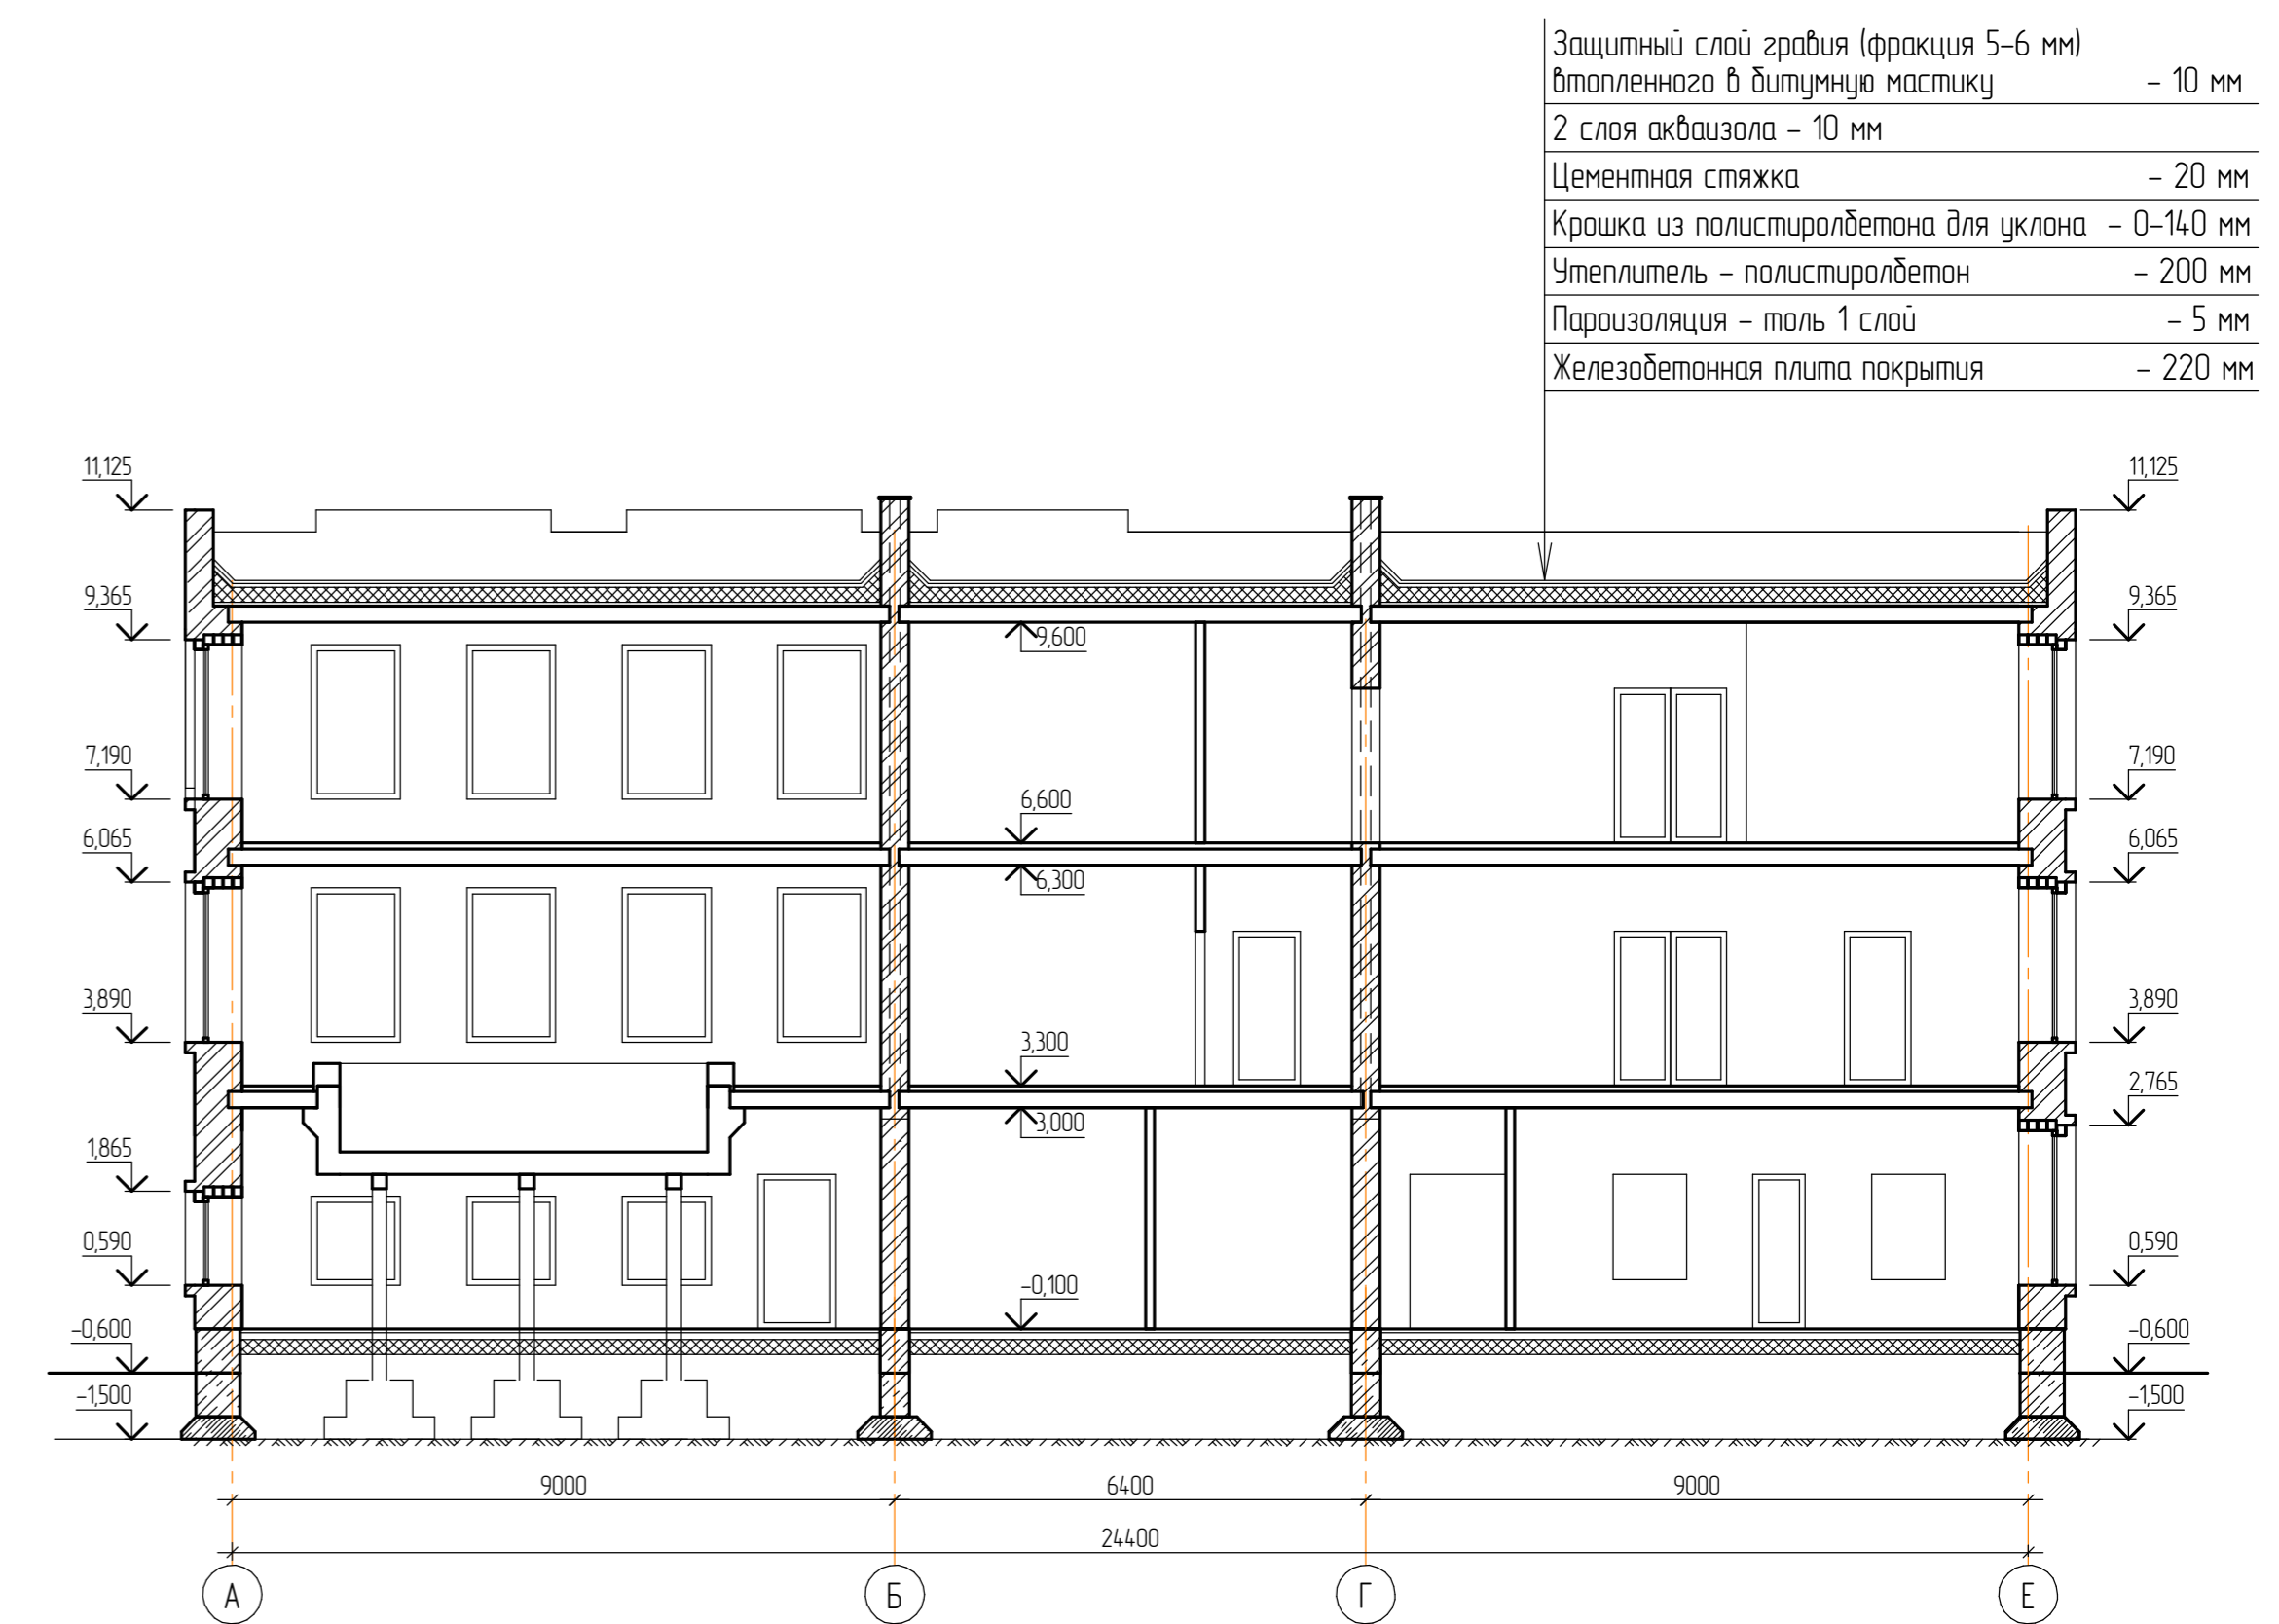 Защитный слой гравия (фракция 5-6 мм)
втопленного в битумную мастику - 10 мм
2 слоя акваизола - 10 мм
Цементная стяжка - 20 мм
Крошка из полистиролбетона для уклона - 0-140 мм
Утеплитель - полистиролбетон - 200 мм
Пароизоляция - толь 1 слой - 5 мм
Железобетонная плита покрытия - 220 мм
11,125 11,125
9,365 9,365
9,600
7,190 7,190
6,600
6,065 6,065
6,300
3,890 3,890
3,300
2,765
3,000
1,865
0,590 0,590
-0,100
-0,600 -0,600
-1,500 -1,500
9000 6400 9000
24400
А Б Г Е